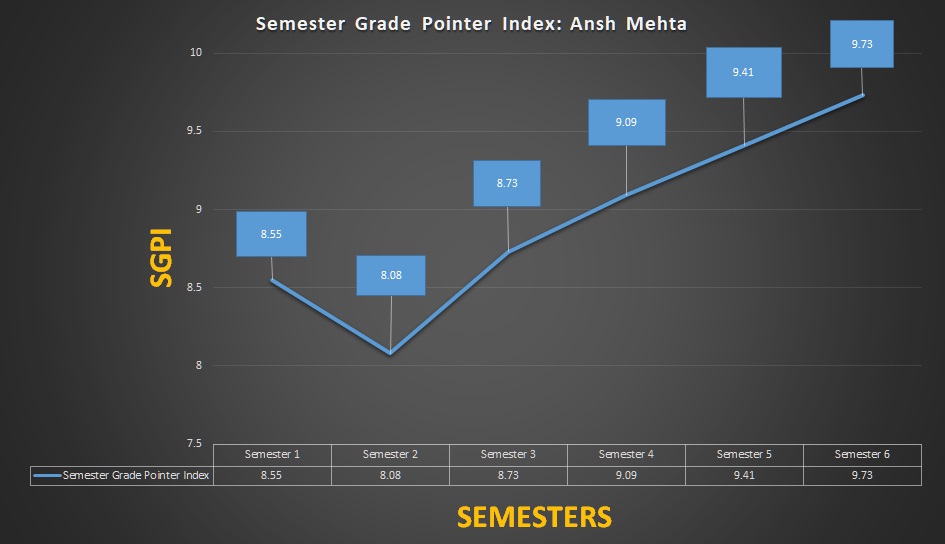 Semester Grade Pointer Index: Ansh Mehta
10
9.73
9.41
9.5
9.09
8.73
9
8.55
SGPI
8.08
8.5
8
7.5
Semester 1 Semester 2 Semester 3 Semester 4 Semester 5 Semester 6
Semester Grade Pointer Index 8.55 8.08 8.73 9.09 9.41 9.73
SEMESTERS